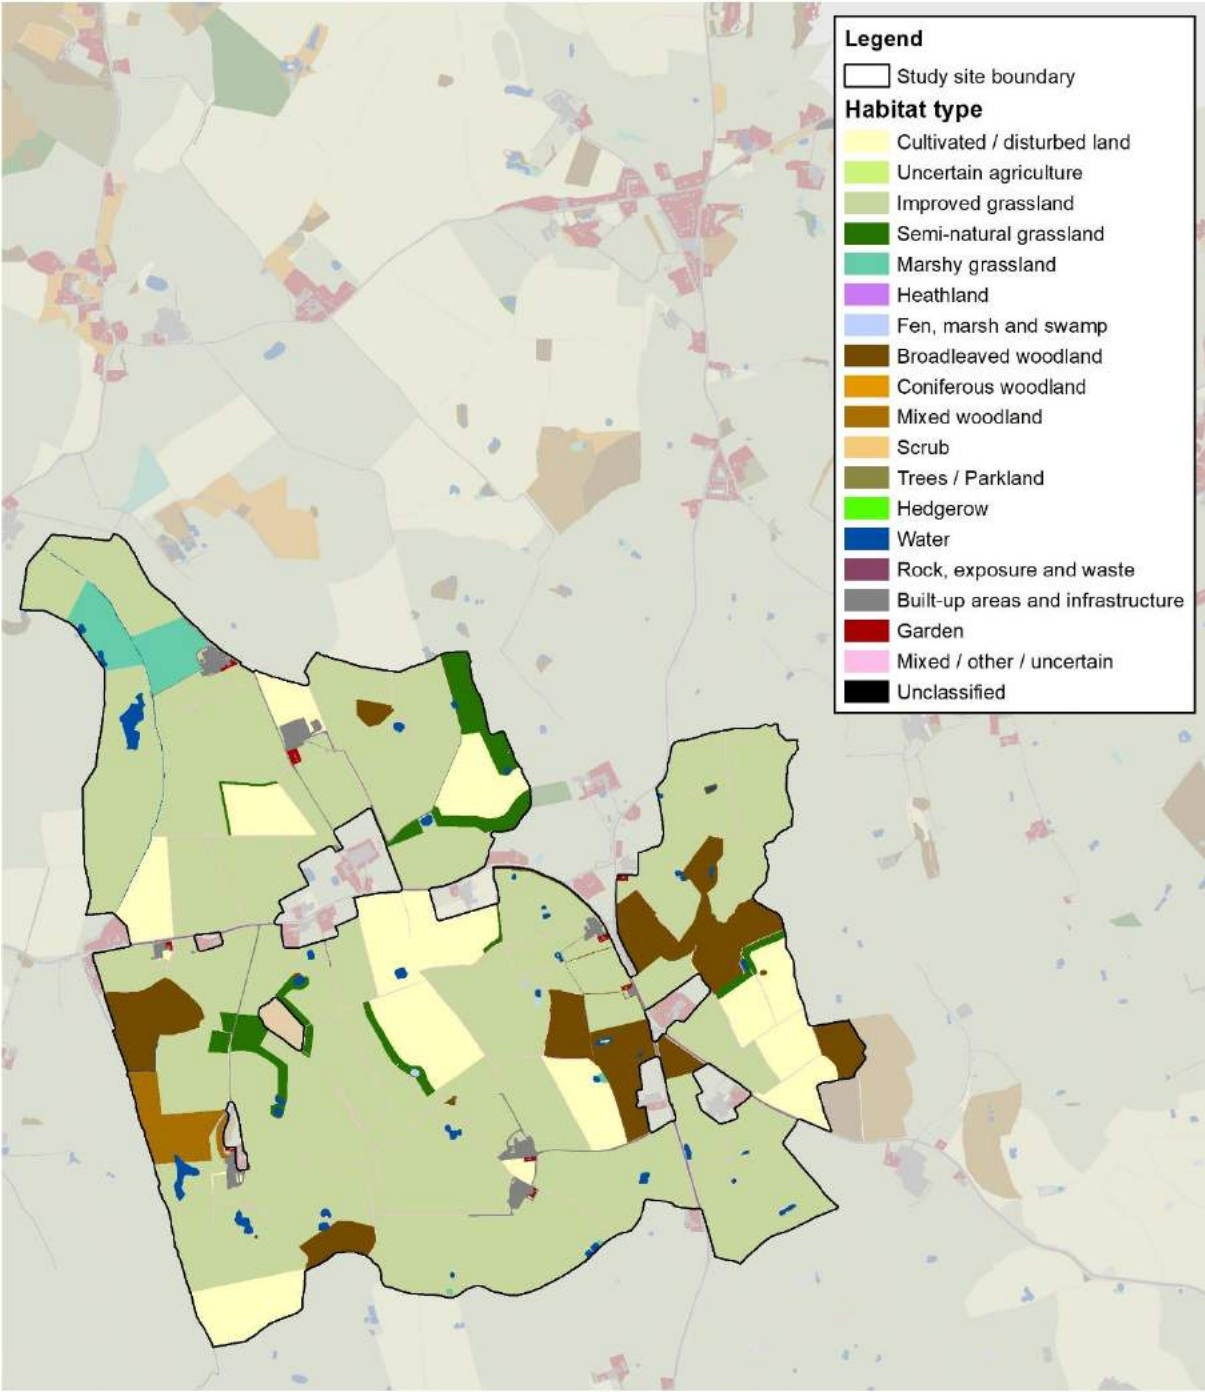 Legend
Study site boundary
Habitat type
Cultivated / disturbed land
Uncertain agriculture
Improved grassland
Semi-natural grassland
Marshy grassland
Heathland
Fen, marsh and swamp
Broadleaved woodland
Coniferous woodland
Mixed woodland
Scrub
Trees / Parkland
Hedgerow
Water
Rock, exposure and waste
Built-up areas and infrastructure
Garden
Mixed / other / uncertain
Unclassified